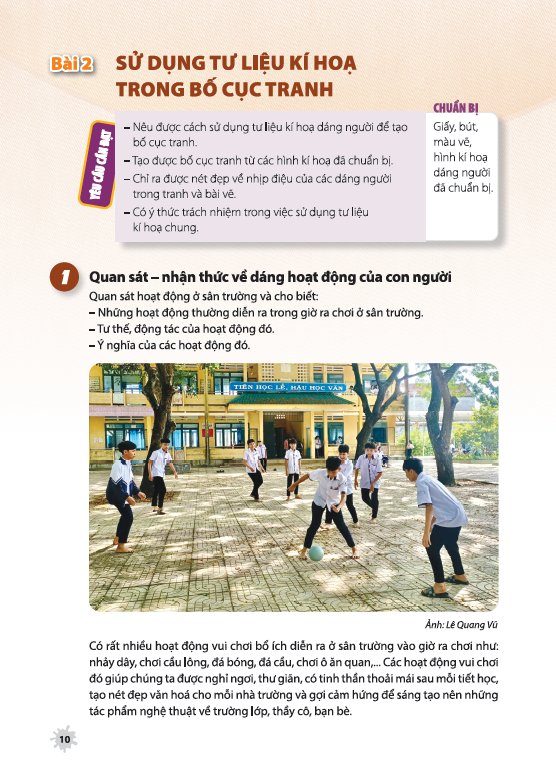 Bài 2
SỬ DỤNG TƯ LIỆU KÍ HOẠ
TRONG BỐ CỤC TRANH
YÊU CẦU CẦN ĐẠT
– Nêu được cách sử dụng tư liệu kí hoạ dáng người để tạo
bố cục tranh.
– Tạo được bố cục tranh từ các hình kí hoạ đã chuẩn bị.
– Chỉ ra được nét đẹp về nhịp điệu của các dáng người
trong tranh và bài vẽ.
– Có ý thức trách nhiệm trong việc sử dụng tư liệu
kí hoạ chung.
CHUẨN BỊ
Giấy, bút,
màu vẽ,
hình kí hoạ
dáng người
đã chuẩn bị.
1
Quan sát – nhận thức về dáng hoạt động của con người
Quan sát hoạt động ở sân trường và cho biết:
– Những hoạt động thường diễn ra trong giờ ra chơi ở sân trường.
– Tư thế, động tác của hoạt động đó.
– Ý nghĩa của các hoạt động đó.
TIÊN HỌC LỄ, HẬU HỌC VĂN
Ảnh: Lê Quang Vũ
Có rất nhiều hoạt động vui chơi bổ ích diễn ra ở sân trường vào giờ ra chơi như:
nhảy dây, chơi cầu lông, đá bóng, đá cầu, chơi ô ăn quan,... Các hoạt động vui chơi
đó giúp chúng ta được nghỉ ngơi, thư giãn, có tinh thần thoải mái sau mỗi tiết học,
tạo nét đẹp văn hoá cho mỗi nhà trường và gợi cảm hứng để sáng tạo nên những
tác phẩm nghệ thuật về trường lớp, thầy cô, bạn bè.
10